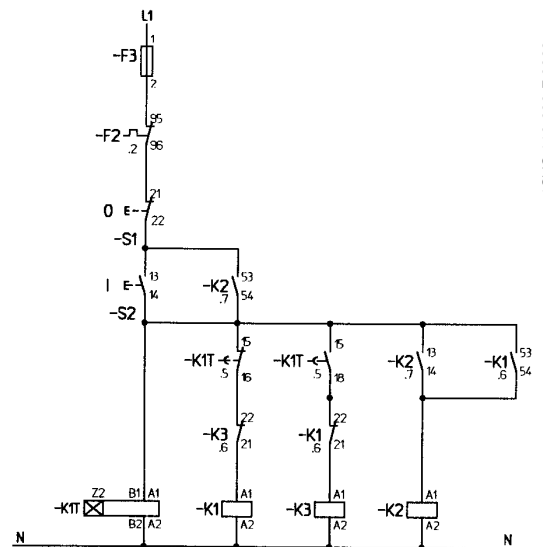 L1
1
-F3
2
95
-F2
.2
96
21
O E
22
-S1
I E
13
14
-K2
.7
53
54
-S2
-K1T
.5
15
16
-K1T
.5
15
18
-K2
.7
13
14
-K1
.6
53
54
-K3
.6
22
21
-K1
.6
22
21
Z2 B1 A1
-K1T
B2 A2
A1
-K1
A2
A1
-K3
A2
A1
-K2
A2
N N